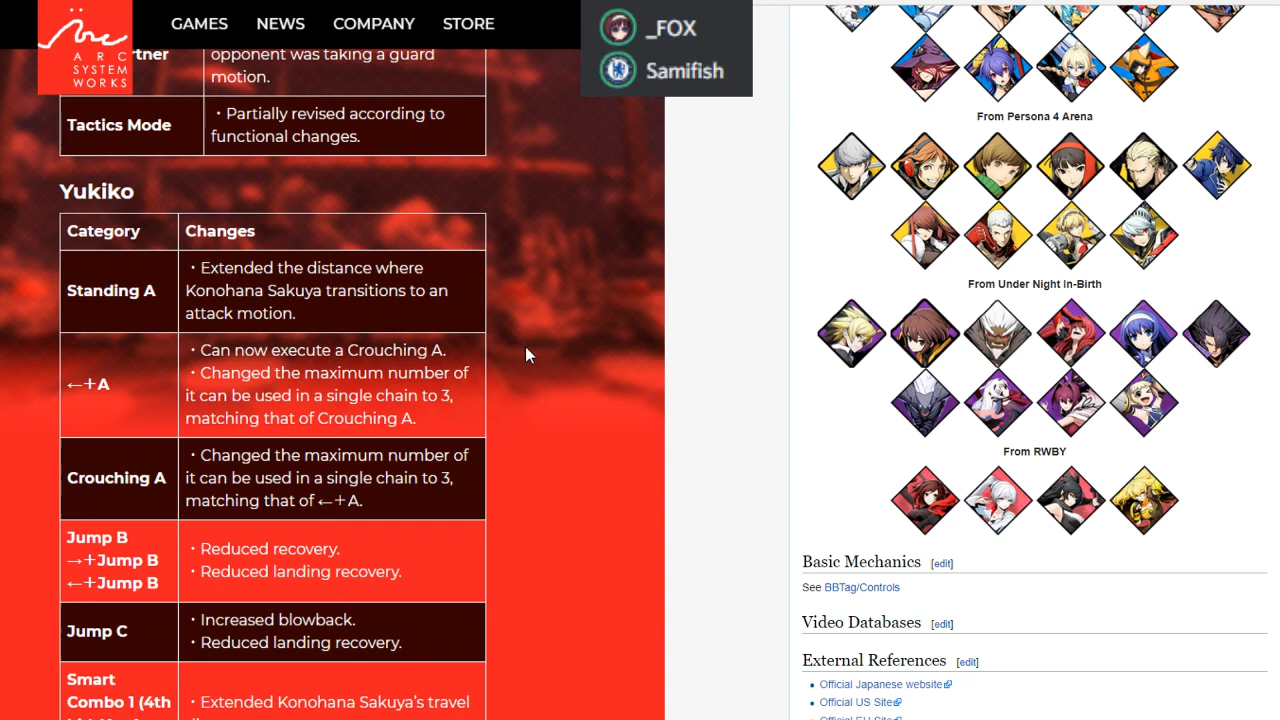 GAMES NEWS COMPANY STORE
ARC
SYSTEM
WORKS
_FOX
Samifish
rtner
opponent was taking a guard
motion.
Tactics Mode
・Partially revised according to
functional changes.
Yukiko
Category Changes
Standing A
・Extended the distance where
Konohana Sakuya transitions to an
attack motion.
←+A
・Can now execute a Crouching A.
・Changed the maximum number of
it can be used in a single chain to 3,
matching that of Crouching A.
Crouching A
・Changed the maximum number of
it can be used in a single chain to 3,
matching that of ←+A.
Jump B
→+Jump B
←+Jump B
・Reduced recovery.
・Reduced landing recovery.
Jump C
・Increased blowback.
・Reduced landing recovery.
Smart
Combo 1 (4th
・Extended Konohana Sakuya's travel
From Persona 4 Arena
From Under Night In-Birth
From RWBY
Basic Mechanics [edit]
See BBTag/Controls
Video Databases [edit]
External References [edit]
• Official Japanese website
• Official US Site
• Official EU Site